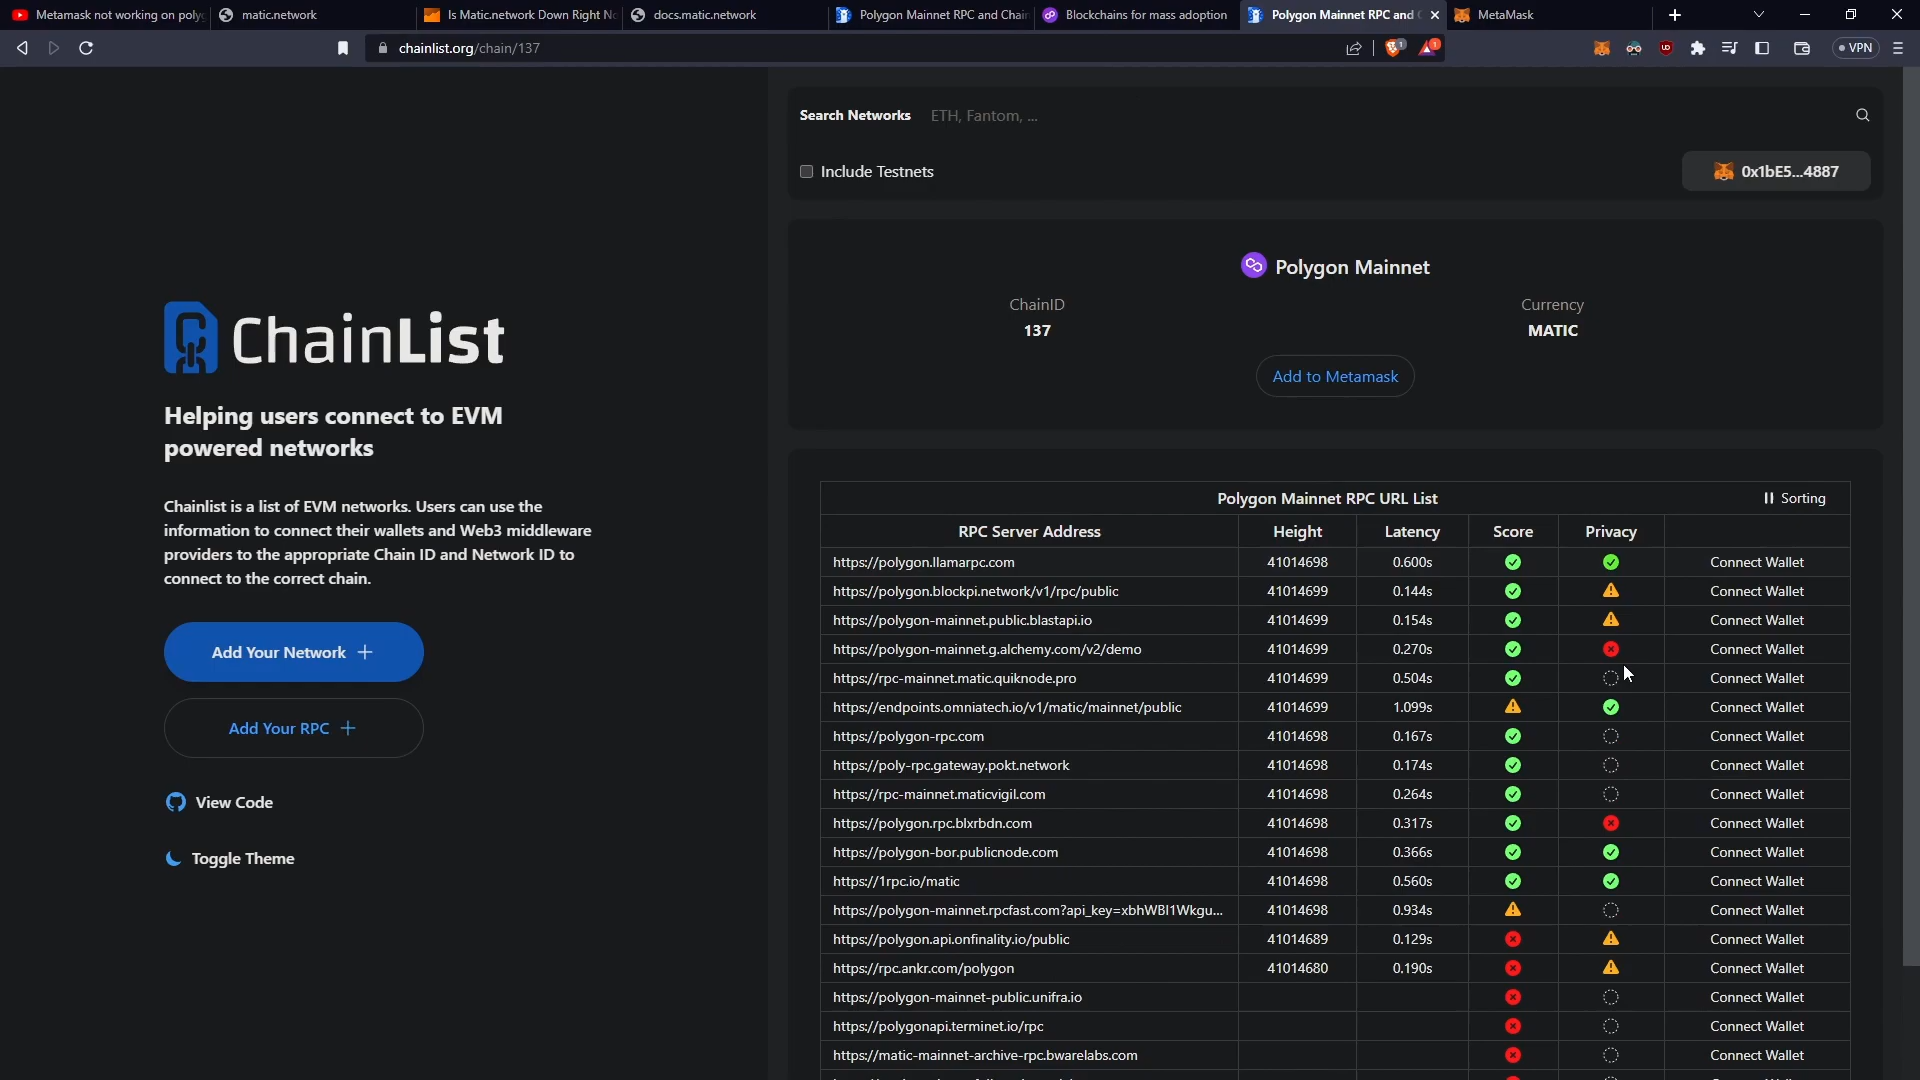 Metamask not working on poly
matic.network
Is Matic.network Down Right N
docs.matic.network
Polygon Mainnet RPC and Chain
Blockchains for mass adoption
Polygon Mainnet RPC and
MetaMask
chainlist.org/chain/137
1
1
VPN
Search Networks
ETH, Fantom, ...
Include Testnets
0x1bE5...4887
Polygon Mainnet
ChainID
Currency
137
MATIC
Add to Metamask
ChainList
Helping users connect to EVM
powered networks
Chainlist is a list of EVM networks. Users can use the
information to connect their wallets and Web3 middleware
providers to the appropriate Chain ID and Network ID to
connect to the correct chain.
Add Your Network
Add Your RPC
View Code
Toggle Theme
Polygon Mainnet RPC URL List
Sorting
RPC Server Address Height Latency Score Privacy
https://polygon.llamarpc.com 41014698 0.600s Connect Wallet
https://polygon.blockpi.network/v1/rpc/public 41014699 0.144s Connect Wallet
https://polygon-mainnet.public.blastapi.io 41014699 0.154s Connect Wallet
https://polygon-mainnet.g.alchemy.com/v2/demo 41014699 0.270s Connect Wallet
https://rpc-mainnet.matic.quiknode.pro 41014699 0.504s Connect Wallet
https://endpoints.omniatech.io/v1/matic/mainnet/public 41014699 1.099s Connect Wallet
https://polygon-rpc.com 41014698 0.167s Connect Wallet
https://poly-rpc.gateway.pokt.network 41014698 0.174s Connect Wallet
https://rpc-mainnet.maticvigil.com 41014698 0.264s Connect Wallet
https://polygon.rpc.blxrbdn.com 41014698 0.317s Connect Wallet
https://polygon-bor.publicnode.com 41014698 0.366s Connect Wallet
https://1rpc.io/matic 41014698 0.560s Connect Wallet
https://polygon-mainnet.rpcfast.com?api_key=xbhWBI1Wkgu... 41014698 0.934s Connect Wallet
https://polygon.api.onfinality.io/public 41014689 0.129s Connect Wallet
https://rpc.ankr.com/polygon 41014680 0.190s Connect Wallet
https://polygon-mainnet-public.unifra.io Connect Wallet
https://polygonapi.terminet.io/rpc Connect Wallet
https://matic-mainnet-archive-rpc.bwarelabs.com Connect Wallet